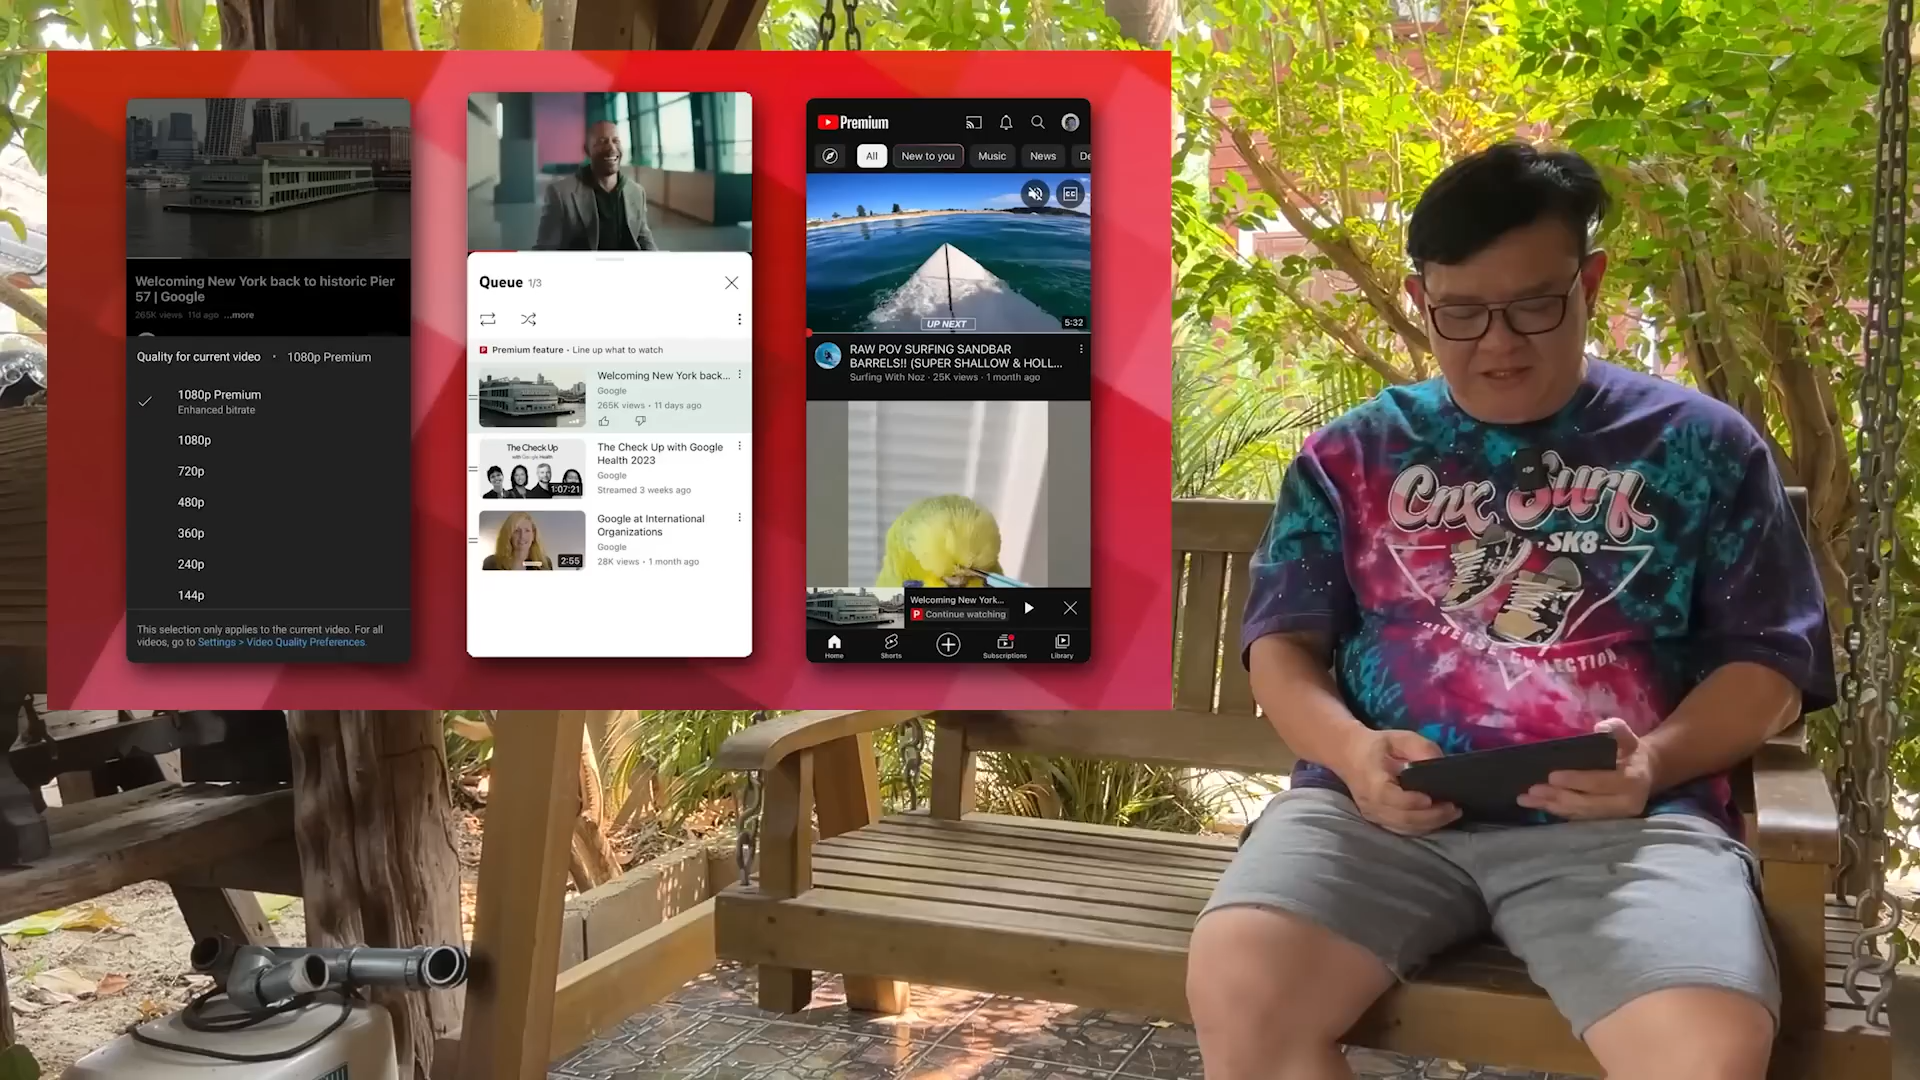 Welcoming New York back to historic Pier
57 | Google
265K views 11d ago ...more
Quality for current video • 1080p Premium
1080p Premium
Enhanced bitrate
1080p
720p
480p
360p
240p
144p
This selection only applies to the current video. For all
videos, go to Settings > Video Quality Preferences.
Queue 1/3
Premium feature • Line up what to watch
Welcoming New York back...
Google
265K views • 11 days ago
The Check Up
with Google Health
1:07:21
The Check Up with Google
Health 2023
Google
Streamed 3 weeks ago
2:55
Google at International
Organizations
Google
28K views • 1 month ago
Premium
All
New to you
Music
News
De
CC
UP NEXT
5:32
RAW POV SURFING SANDBAR
BARRELS!! (SUPER SHALLOW & HOLL...
Surfing With Noz • 25K views • 1 month ago
Welcoming New York...
Continue watching
Home
Shorts
Subscriptions
Library
Cnx Surf
SK8
COLLECTION